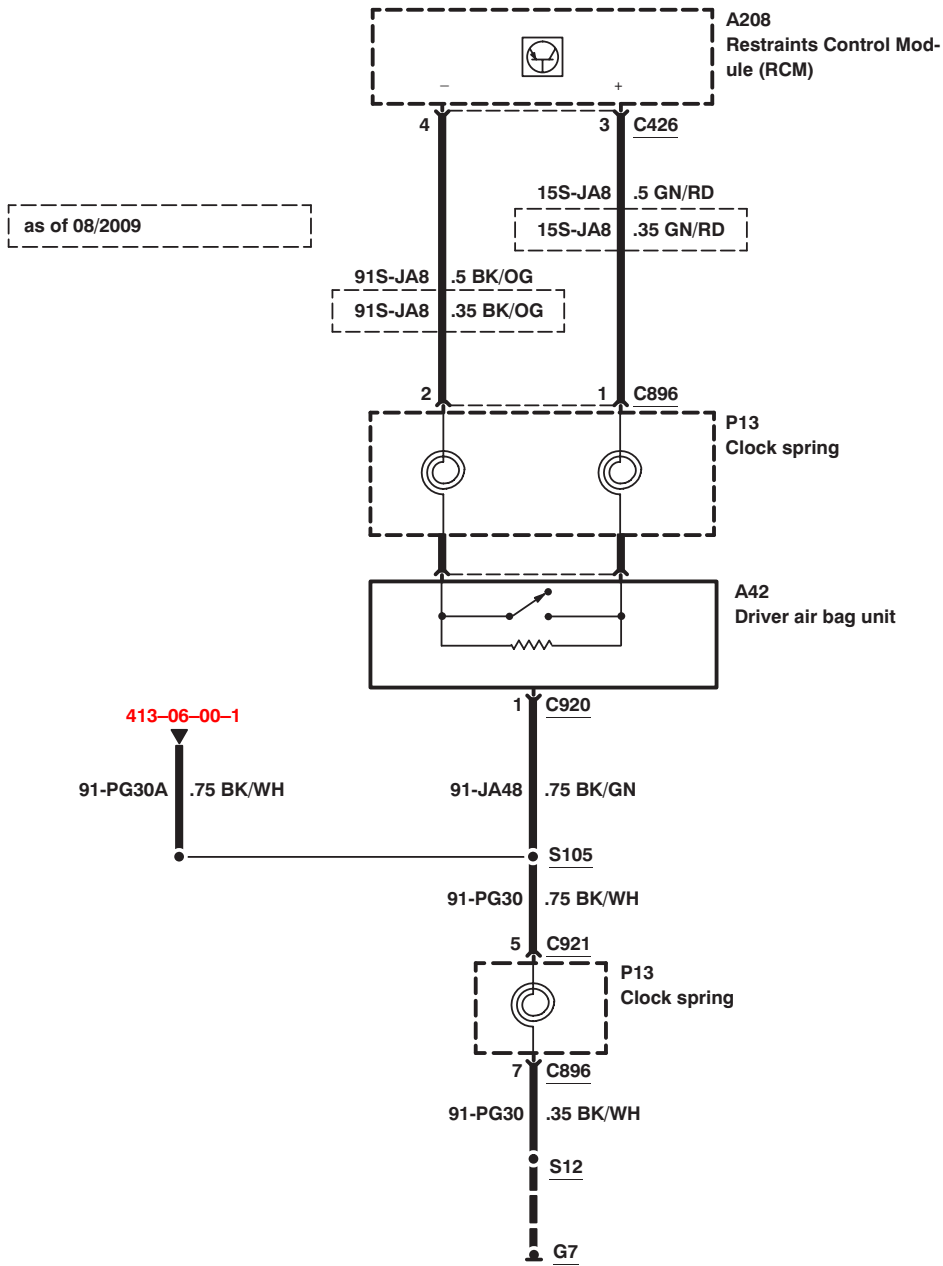 A208
Restraints Control Mod-
ule (RCM)
– +
4 3 C426
15S-JA8 .5 GN/RD
as of 08/2009
15S-JA8 .35 GN/RD
91S-JA8 .5 BK/OG
91S-JA8 .35 BK/OG
2 1 C896
P13
Clock spring
A42
Driver air bag unit
1 C920
413–06–00–1
91-PG30A .75 BK/WH
91-JA48 .75 BK/GN
S105
91-PG30 .75 BK/WH
5 C921
P13
Clock spring
7 C896
91-PG30 .35 BK/WH
S12
G7